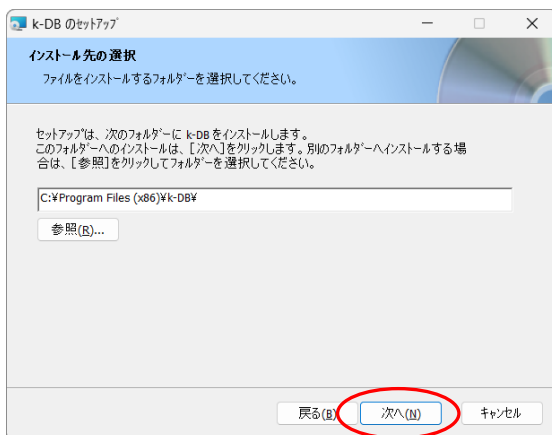 k-DB のｾｯﾄｱｯﾌﾟ
ｲﾝｽﾄｰﾙ先の選択
ﾌｧｲﾙをｲﾝｽﾄｰﾙするﾌｫﾙﾀﾞｰを選択してください。
ｾｯﾄｱｯﾌﾟは、次のﾌｫﾙﾀﾞｰに k-DB をｲﾝｽﾄｰﾙします。
このﾌｫﾙﾀﾞｰへのｲﾝｽﾄｰﾙは、[次へ]をｸﾘｯｸします。別のﾌｫﾙﾀﾞｰへｲﾝｽﾄｰﾙする場
合は、[参照]をｸﾘｯｸしてﾌｫﾙﾀﾞｰを選択してください。
C:¥Program Files (x86)¥k-DB¥
参照(R)...
戻る(B) 次へ(N) ｷｬﾝｾﾙ